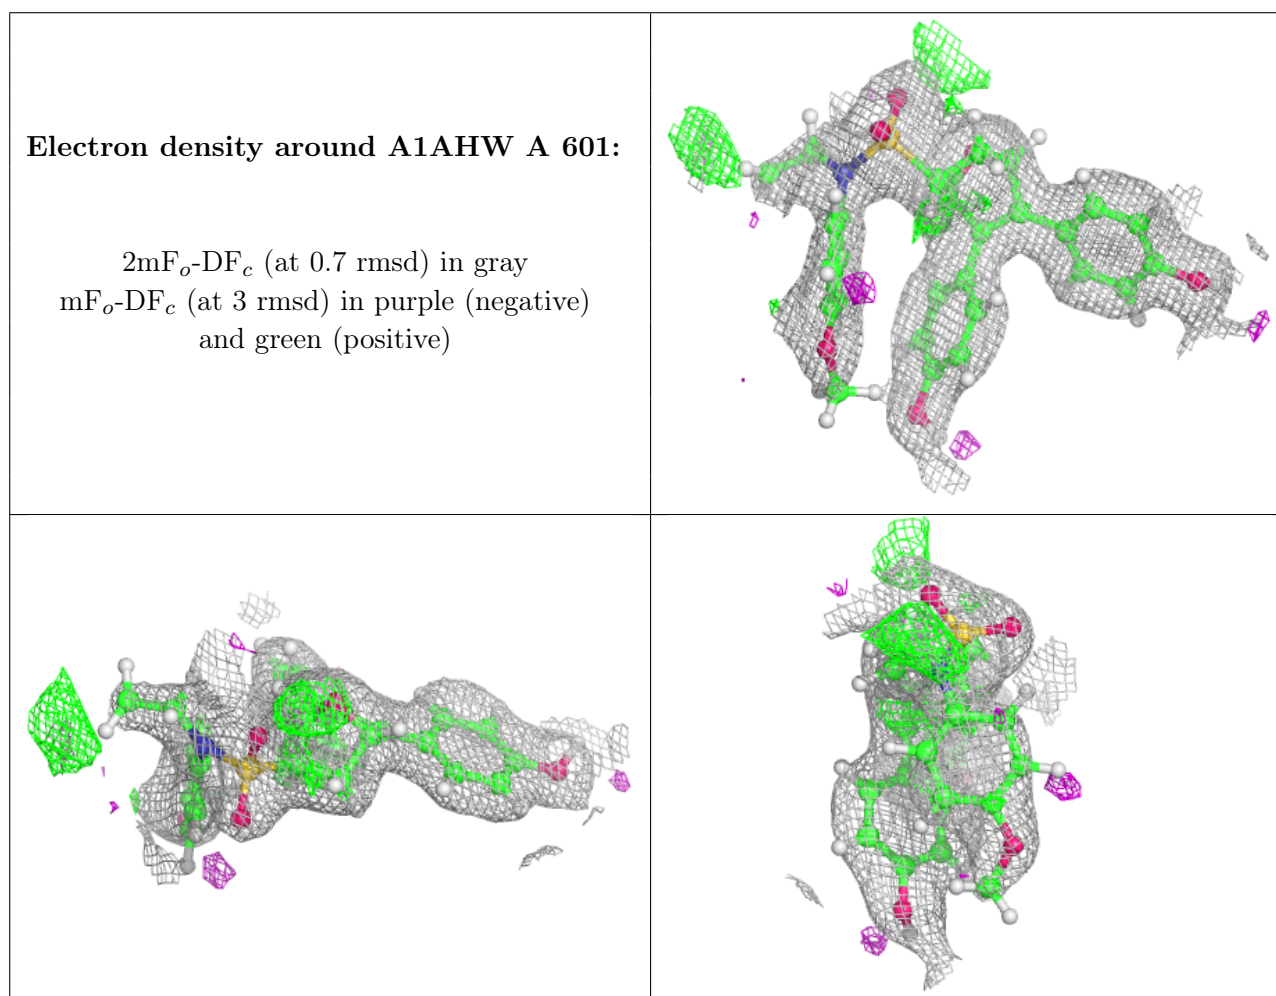 Electron density around A1AHW A 601:
2mFo-DFc (at 0.7 rmsd) in gray
mFo-DFc (at 3 rmsd) in purple (negative)
and green (positive)